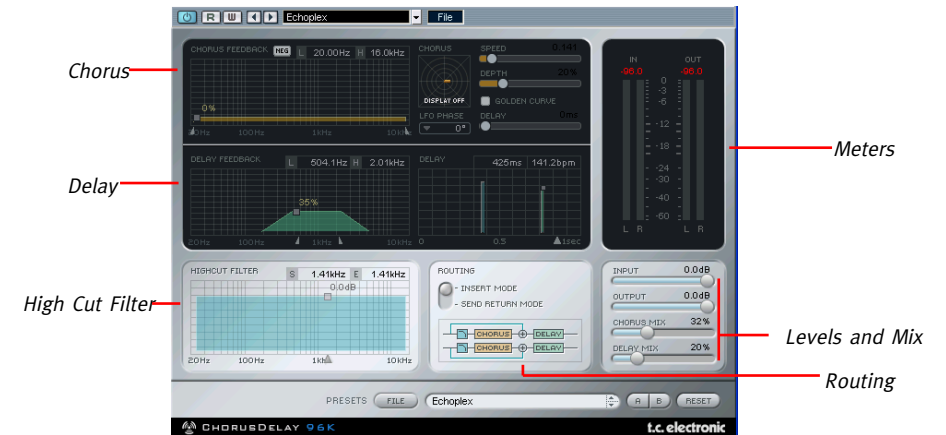 R W Echoplex File
Chorus
CHORUS FEEDBACK NEG L 20.00Hz H 16.0kHz
0%
20Hz 100Hz 1kHz 10kHz
CHORUS
DISPLAY OFF
LFO PHASE
0°
SPEED 0.141
DEPTH 20%
GOLDEN CURVE
DELAY 0ms
IN OUT
-96.0 -96.0
0
-3
-6
-12
-18
-24
-30
-40
-60
L R L R
Meters
Delay
DELAY FEEDBACK L 504.1Hz H 2.01kHz
35%
20Hz 100Hz 1kHz 10kHz
DELAY 425ms 141.2bpm
0 0.5 1sec
High Cut Filter
HIGHCUT FILTER S 1.41kHz E 1.41kHz
0.0dB
20Hz 100Hz 1kHz 10kHz
ROUTING
- INSERT MODE
- SEND RETURN MODE
CHORUS DELAY
CHORUS DELAY
INPUT 0.0dB
OUTPUT 0.0dB
CHORUS MIX 32%
DELAY MIX 20%
Levels and Mix
Routing
PRESETS FILE Echoplex A B RESET
CHORUSDELAY 96K t.c. electronic